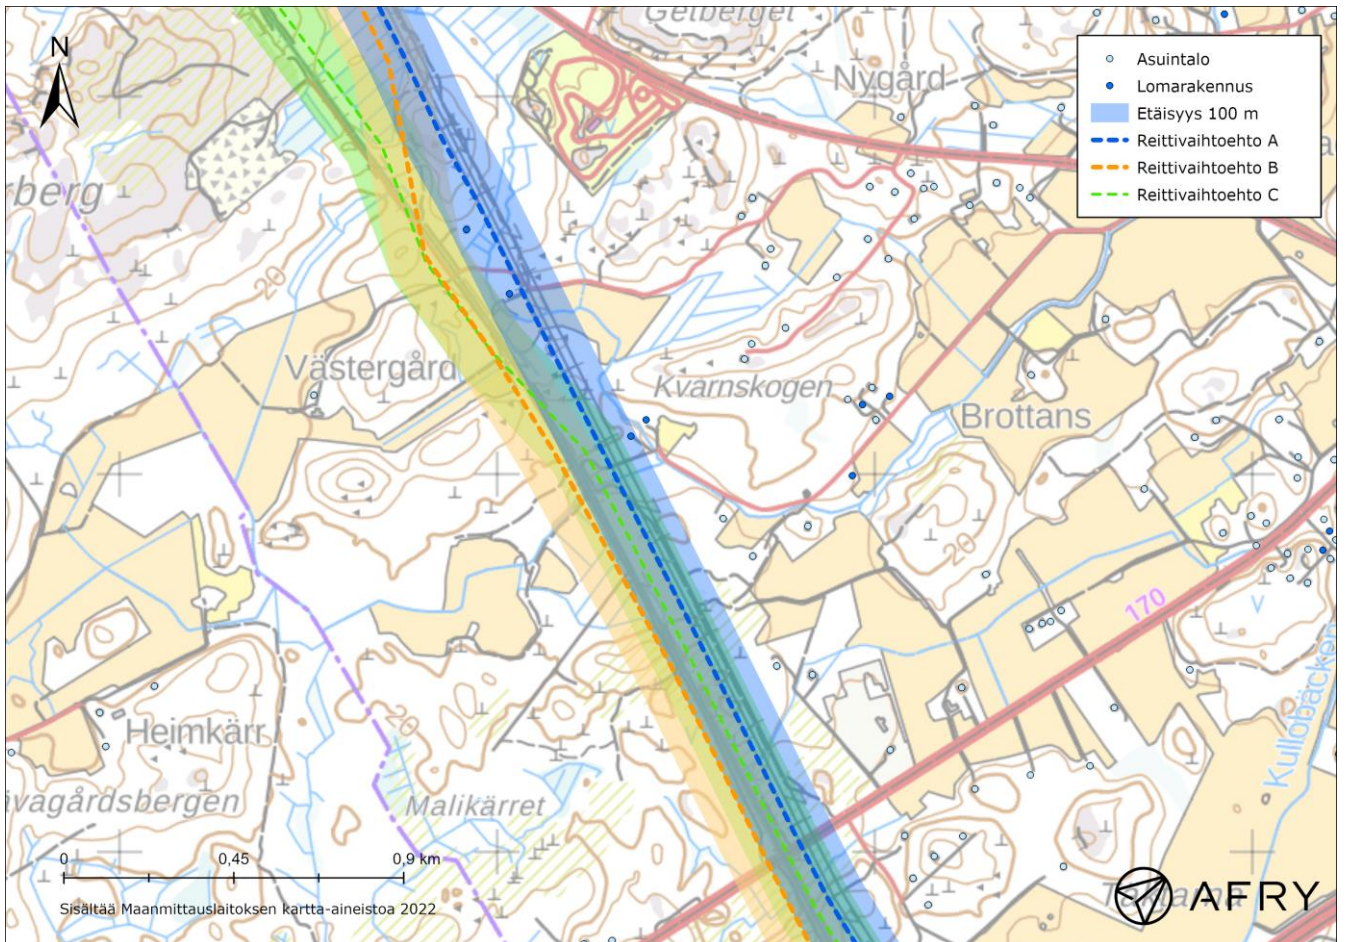 Getberget
N
Nygård
Asuintalo
Lomarakennus
Etäisyys 100 m
Reittivaihtoehto A
Reittivaihtoehto B
Reittivaihtoehto C
berg
20
Västergård
Kvarnskogen
Brottans
20
170
20
Heimkärr
Kullobäcken
vagårdsbergen
Malikärret
0 0,45 0,9 km
Sisältää Maanmittauslaitoksen kartta-aineistoa 2022
AFRY